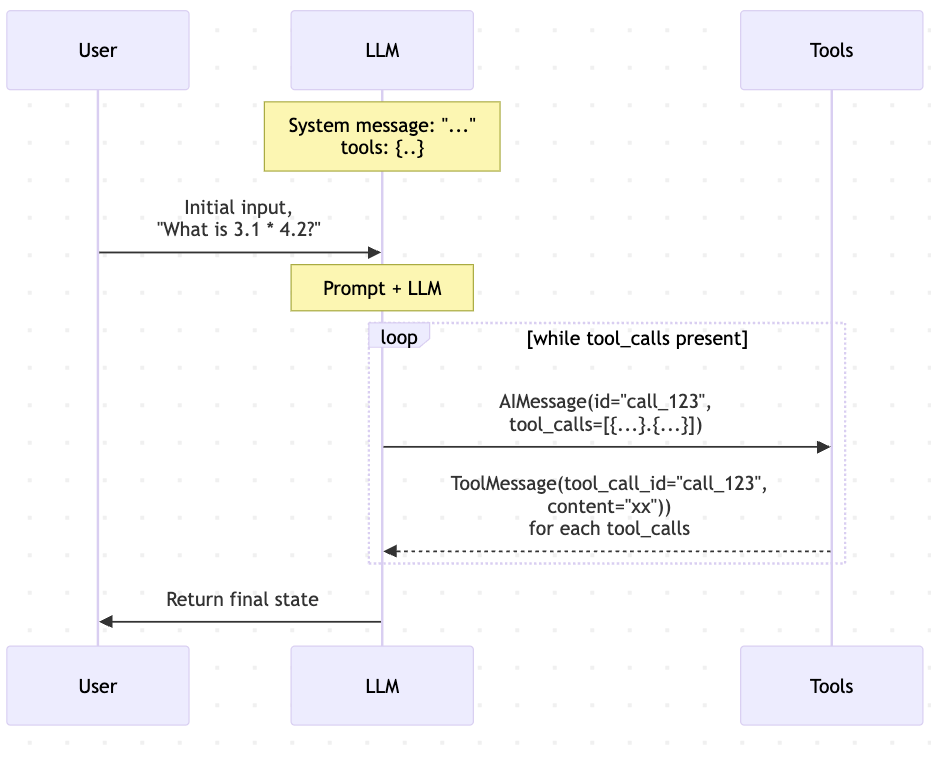 User
LLM
Tools
System message: "..."
tools: {..}
Initial input,
"What is 3.1 * 4.2?"
Prompt + LLM
loop
[while tool_calls present]
AIMessage(id="call_123",
tool_calls=[{...}.{...}])
ToolMessage(tool_call_id="call_123",
content="xx"))
for each tool_calls
Return final state
User
LLM
Tools